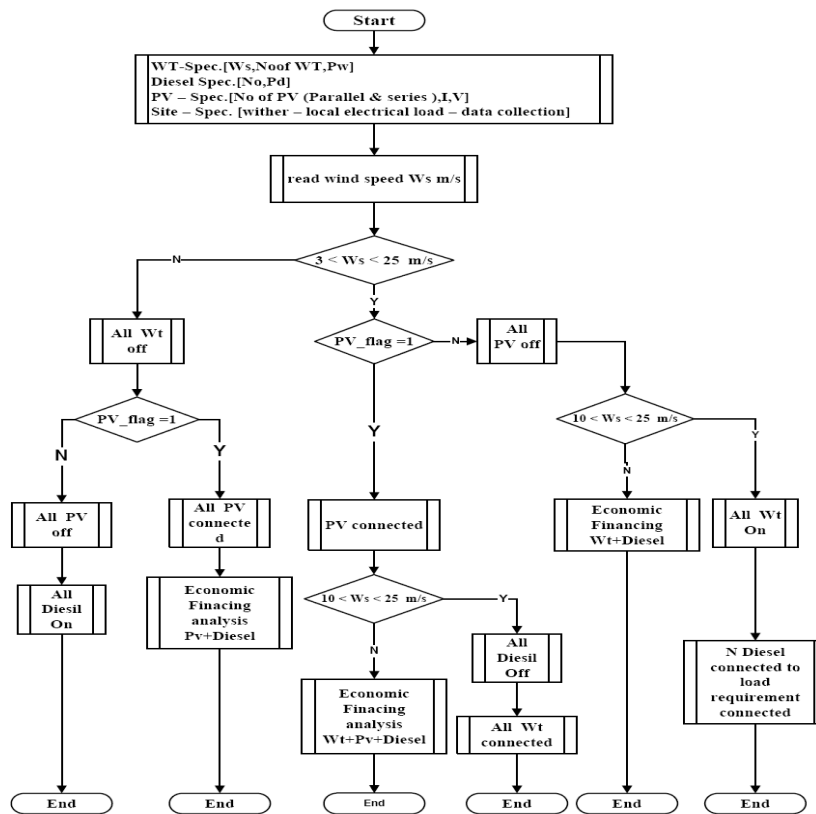 Start
WT-Spec.[Ws,Noof WT,Pw]
Diesel Spec.[No,Pd]
PV – Spec.[No of PV (Parallel & series ),I,V]
Site – Spec. [wither – local electrical load – data collection]
read wind speed Ws m/s
3 < Ws < 25 m/s
N
Y
All Wt
off
PV_flag =1
N
All
PV off
PV_flag =1
10 < Ws < 25 m/s
N
Y
Y
Y
N
All PV
off
All PV
connecte
d
PV connected
Economic
Financing
Wt+Diesel
All Wt
On
All
Diesil
On
Economic
Finacing
analysis
Pv+Diesel
10 < Ws < 25 m/s
Y
N
All
Diesil
Off
N Diesel
connected to
load
requirement
connected
Economic
Finacing
analysis
Wt+Pv+Diesel
All Wt
connected
End
End
End
End
End
End